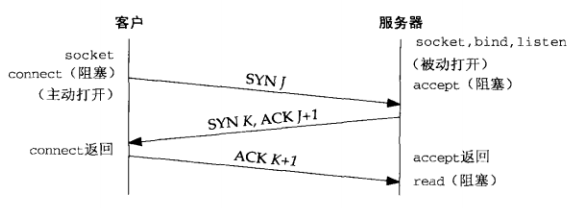 客户
服务器
socket
connect（阻塞）
（主动打开）
socket,bind,listen
（被动打开）
accept（阻塞）
SYN J
SYN K, ACK J+1
connect返回
ACK K+1
accept返回
read（阻塞）